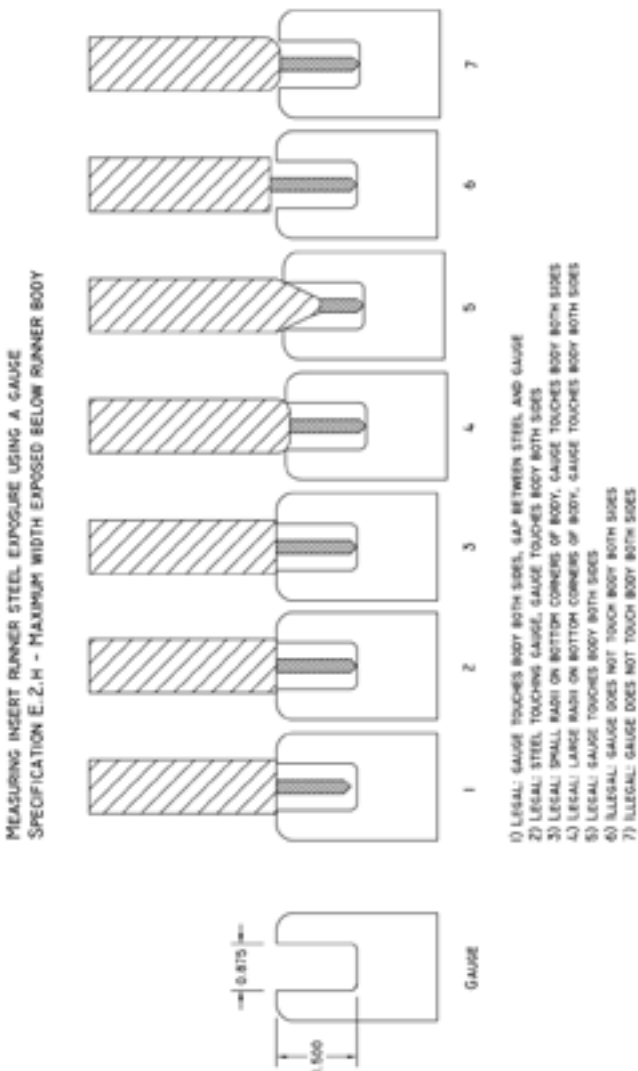 MEASURING INSERT RUNNER STEEL EXPOSURE USING A GAUGE
SPECIFICATION E.2.H - MAXIMUM WIDTH EXPOSED BELOW RUNNER BODY
0.875
.500
GAUGE
1
2
3
4
5
6
7
1) LEGAL: GAUGE TOUCHES BODY BOTH SIDES, GAP BETWEEN STEEL AND GAUGE
2) LEGAL: STEEL TOUCHING GAUGE, GAUGE TOUCHES BODY BOTH SIDES
3) LEGAL: SMALL RADII ON BOTTOM CORNERS OF BODY, GAUGE TOUCHES BODY BOTH SIDES
4) LEGAL: LARGE RADII ON BOTTOM CORNERS OF BODY, GAUGE TOUCHES BODY BOTH SIDES
5) LEGAL: GAUGE TOUCHES BODY BOTH SIDES
6) ILLEGAL: GAUGE DOES NOT TOUCH BODY BOTH SIDES
7) ILLEGAL: GAUGE DOES NOT TOUCH BODY BOTH SIDES